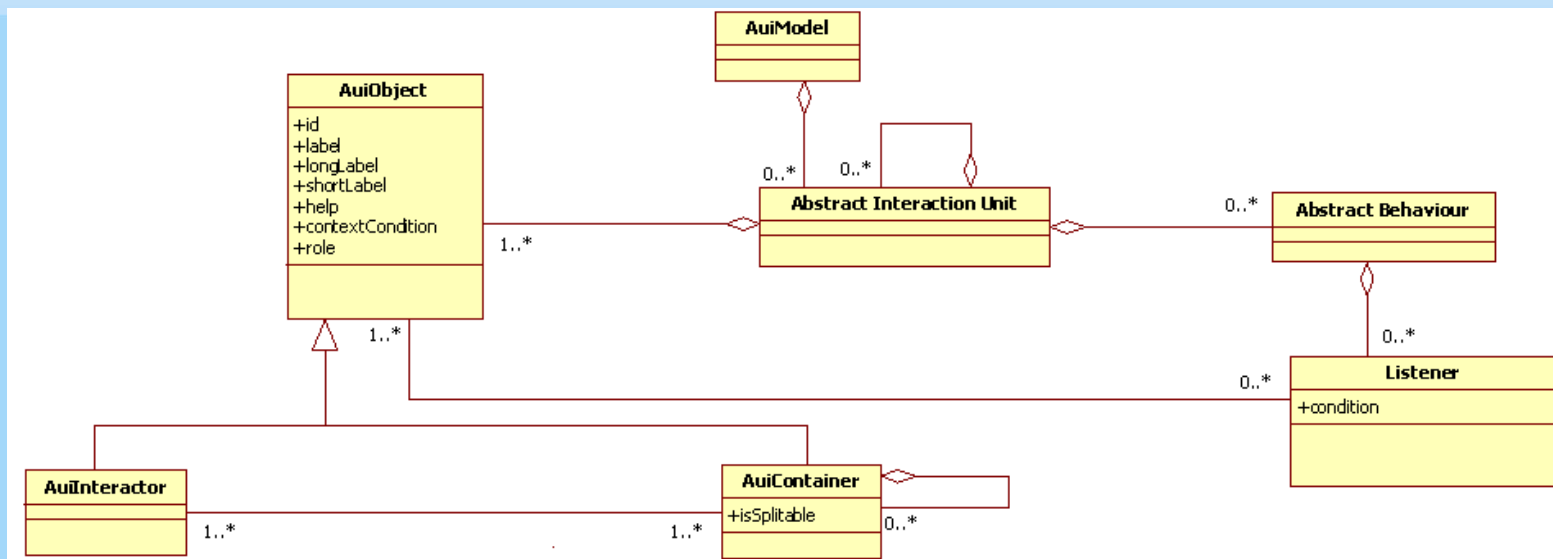 AuiModel
AuiObject
+id
+label
+longLabel
+shortLabel
+help
+contextCondition
+role
0..*
0..*
Abstract Interaction Unit
0..*
Abstract Behaviour
1..*
1..*
0..*
0..*
Listener
+condition
AuiInteractor
AuiContainer
+isSplitable
1..*
1..*
0..*